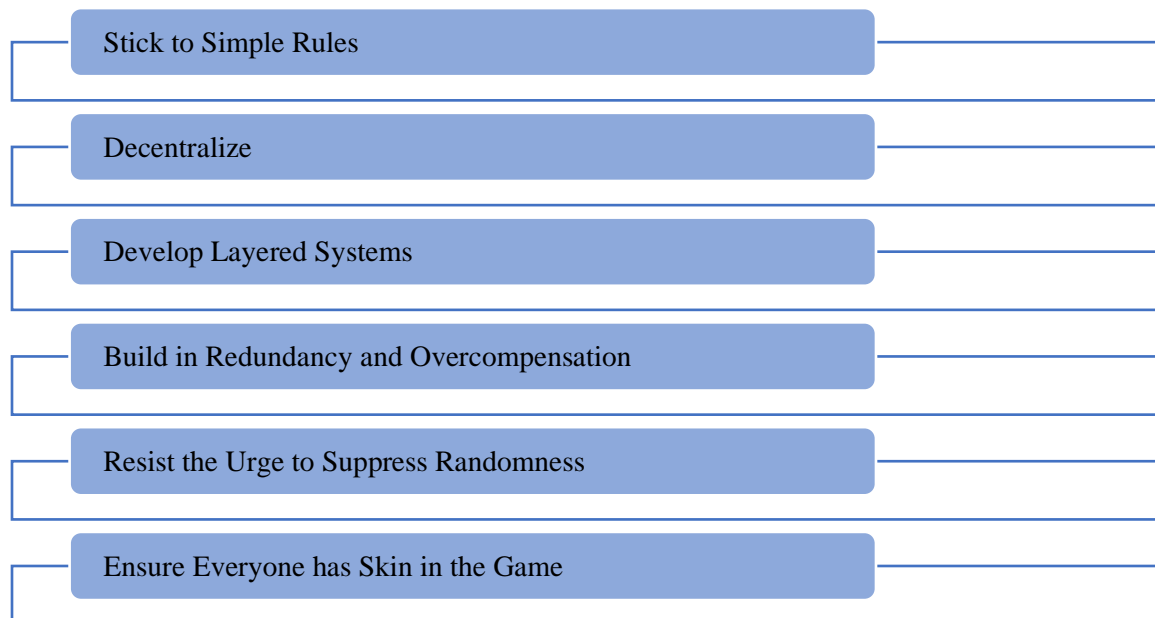 Stick to Simple Rules
Decentralize
Develop Layered Systems
Build in Redundancy and Overcompensation
Resist the Urge to Suppress Randomness
Ensure Everyone has Skin in the Game